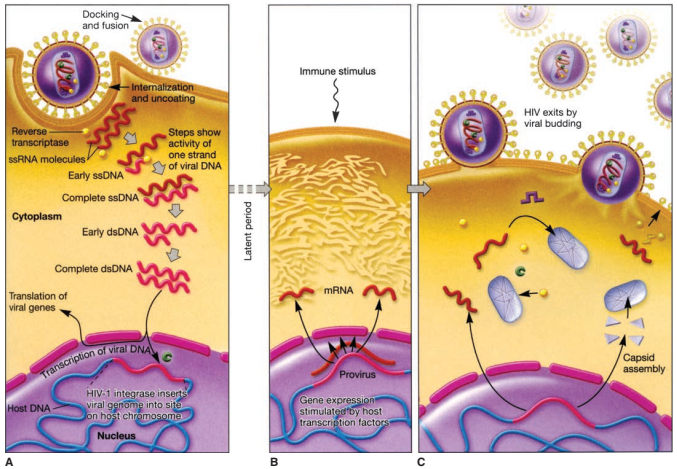 Docking
and fusion
Internalization
and uncoating
Reverse
transcriptase
ssRNA molecules
Steps show
activity of
one strand
of viral DNA
Early ssDNA
Complete ssDNA
Cytoplasm
Early dsDNA
Complete dsDNA
Translation of
viral genes
Transcription of viral DNA
HIV-1 integrase inserts
viral genome into site
on host chromosome
Host DNA
Nucleus
A
Latent period
Immune stimulus
mRNA
Provirus
Gene expression
stimulated by host
transcription factors
B
HIV exits by
viral budding
Capsid
assembly
C